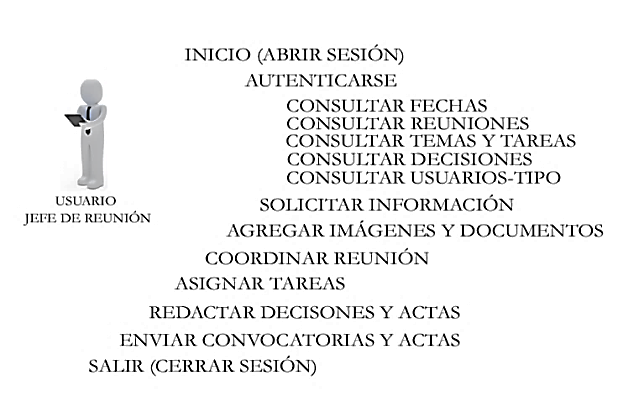 INICIO (ABRIR SESIÓN)
AUTENTICARSE
CONSULTAR FECHAS
CONSULTAR REUNIONES
CONSULTAR TEMAS Y TAREAS
CONSULTAR DECISIONES
CONSULTAR USUARIOS-TIPO
USUARIO
JEFE DE REUNIÓN
SOLICITAR INFORMACIÓN
AGREGAR IMÁGENES Y DOCUMENTOS
COORDINAR REUNIÓN
ASIGNAR TAREAS
REDACTAR DECISONES Y ACTAS
ENVIAR CONVOCATORIAS Y ACTAS
SALIR (CERRAR SESIÓN)